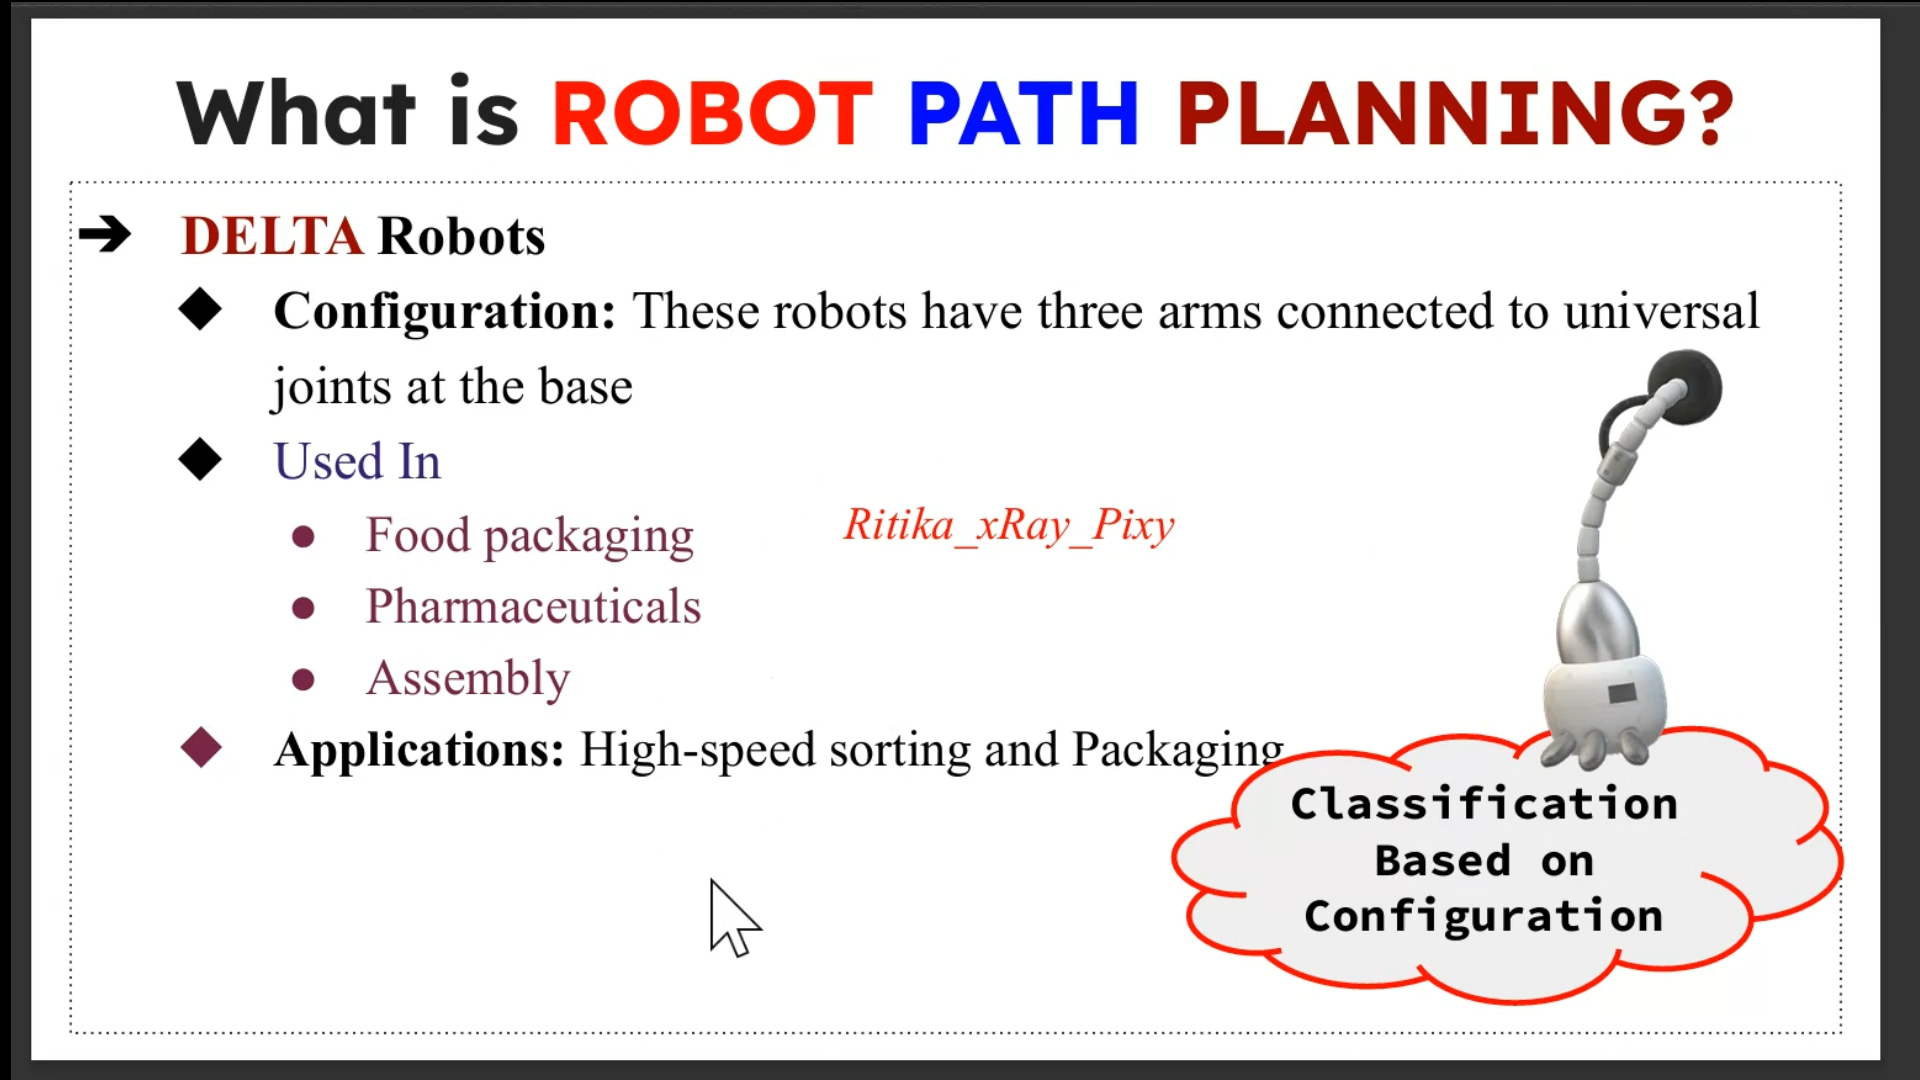 What is ROBOT PATH PLANNING?
DELTA Robots
Configuration: These robots have three arms connected to universal
joints at the base
Used In
Food packaging
Ritika_xRay_Pixy
Pharmaceuticals
Assembly
Applications: High-speed sorting and Packaging
Classification
Based on
Configuration